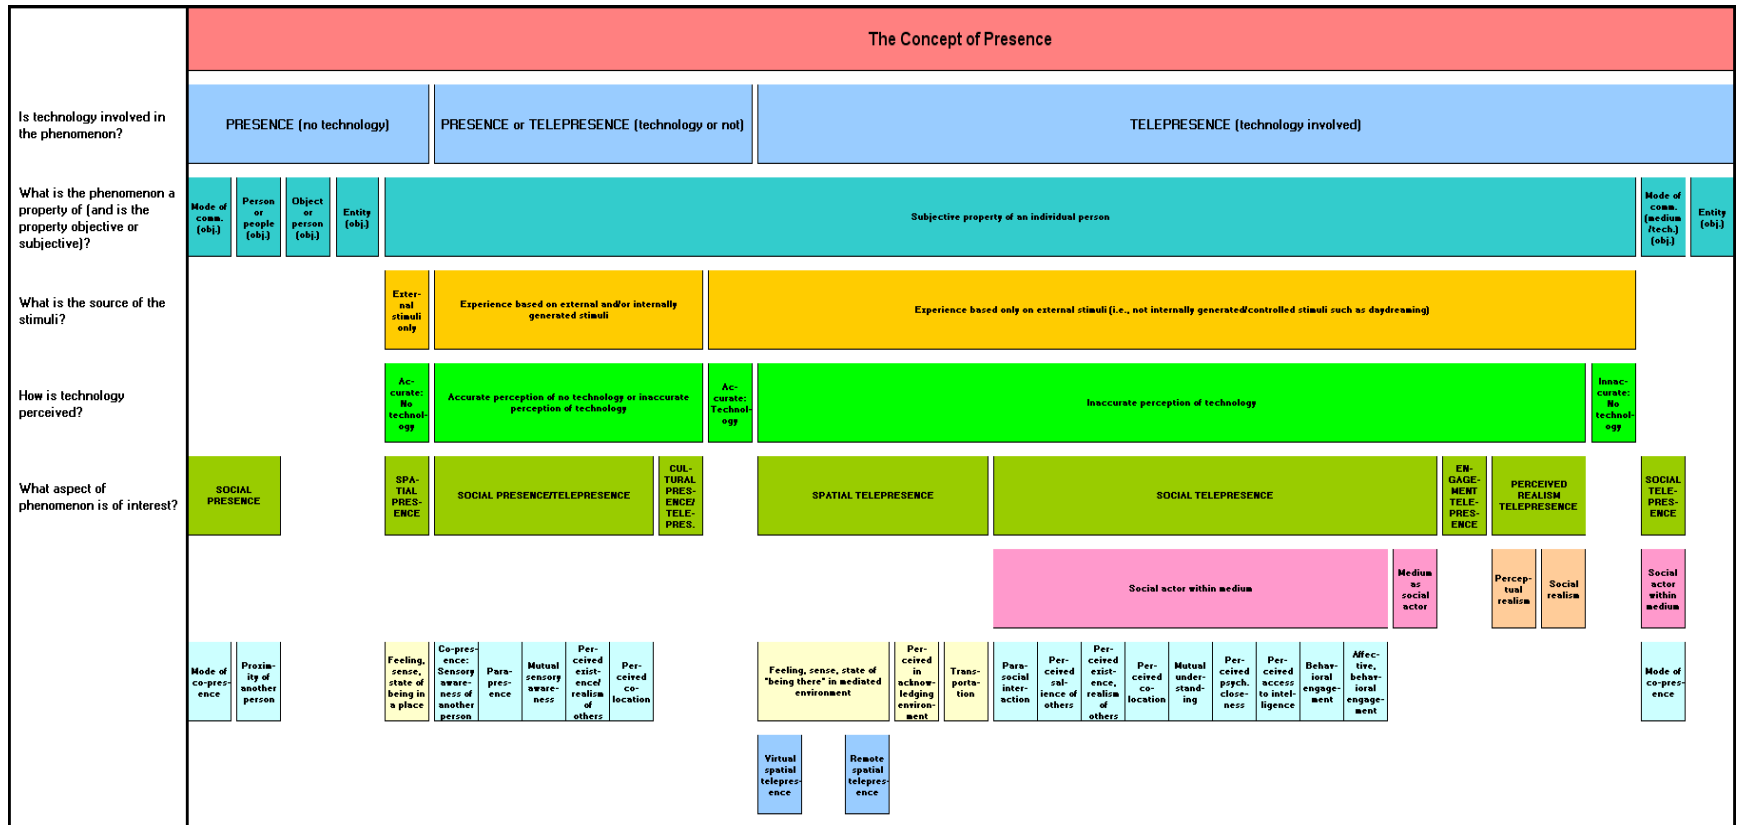 The Concept of Presence
Is technology involved in
the phenomenon?
PRESENCE (no technology)
PRESENCE or TELEPRESENCE (technology or not)
TELEPRESENCE (technology involved)
What is the phenomenon a
property of (and is the
property objective or
subjective)?
Mode of
comm.
(obj.)
Person
or
people
(obj.)
Object
or
person
(obj.)
Entity
(obj.)
Subjective property of an individual person
Mode of
comm.
(medium
/tech.)
(obj.)
Entity
(obj.)
What is the source of the
stimuli?
Exter-
nal
stimuli
only
Experience based on external and/or internally
generated stimuli
Experience based only on external stimuli (i.e., not internally generated/controlled stimuli such as daydreaming)
How is technology
perceived?
Ac-
curate:
No
technol-
ogy
Accurate perception of no technology or inaccurate
perception of technology
Ac-
curate:
Technol-
ogy
Inaccurate perception of technology
Innac-
curate:
No
technol-
ogy
What aspect of
phenomenon is of interest?
SOCIAL
PRESENCE
SPA-
TIAL
PRES-
ENCE
SOCIAL PRESENCE/TELEPRESENCE
CUL-
TURAL
PRES-
ENCE/
TELE-
PRES.
SPATIAL TELEPRESENCE
SOCIAL TELEPRESENCE
EN-
GAGE-
MENT
TELE-
PRES-
ENCE
PERCEIVED
REALISM
TELEPRESENCE
SOCIAL
TELE-
PRES-
ENCE
Social actor within medium
Medium
as
social
actor
Percep-
tual
realism
Social
realism
Social
actor
within
medium
Mode of
co-pres-
ence
Proxim-
ity of
another
person
Feeling,
sense,
state of
being in
a place
Co-pres-
ence:
Sensory
aware-
ness of
another
person
Para-
pres-
ence
Mutual
sensory
aware-
ness
Per-
ceived
exist-
ence/
realism
of
others
Per-
ceived
co-
location
Feeling, sense, state of
"being there" in mediated
environment
Per-
ceived
in
acknow-
ledging
environ-
ment
Trans-
porta-
tion
Para-
social
inter-
action
Per-
ceived
sal-
ience of
others
Per-
ceived
exist-
ence,
realism
of
others
Per-
ceived
co-
location
Mutual
under-
stand-
ing
Per-
ceived
psych.
close-
ness
Per-
ceived
access
to intel-
ligence
Behav-
ioral
engage-
ment
Affec-
tive,
behav-
ioral
engage-
ment
Mode of
co-pres-
ence
Virtual
spatial
telepres-
ence
Remote
spatial
telepres-
ence